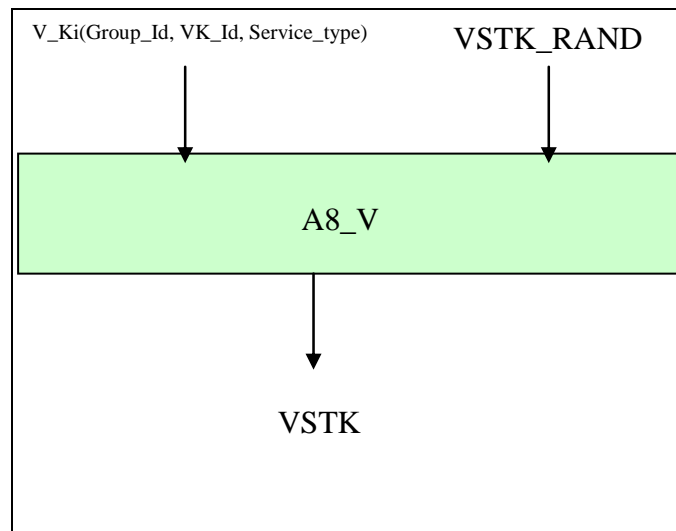 V_Ki(Group_Id, VK_Id, Service_type)
VSTK_RAND
A8_V
VSTK